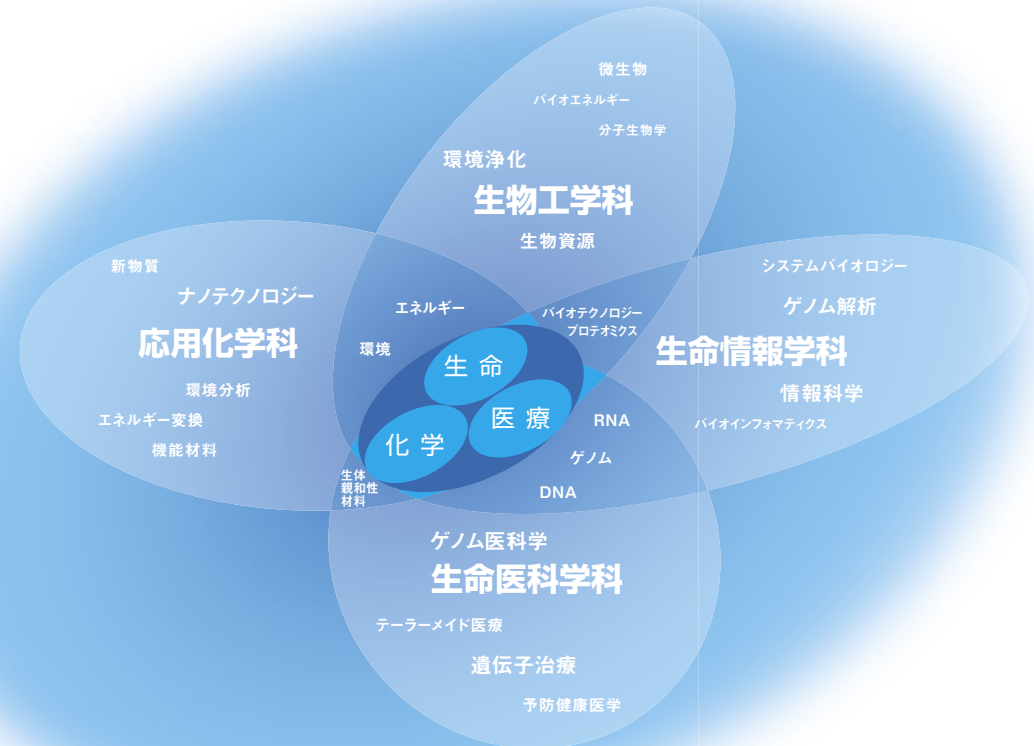 微生物
バイオエネルギー
分子生物学
環境浄化
生物工学科
生物資源
新物質
ナノテクノロジー
応用化学科
環境分析
エネルギー変換
機能材料
エネルギー
環境
バイオテクノロジー
プロテオミクス
システムバイオロジー
ゲノム解析
生命情報学科
情報科学
バイオインフォマティクス
生命
医療
化学
RNA
ゲノム
DNA
生体
親和性
材料
ゲノム医科学
生命医科学科
テーラーメイド医療
遺伝子治療
予防健康医学